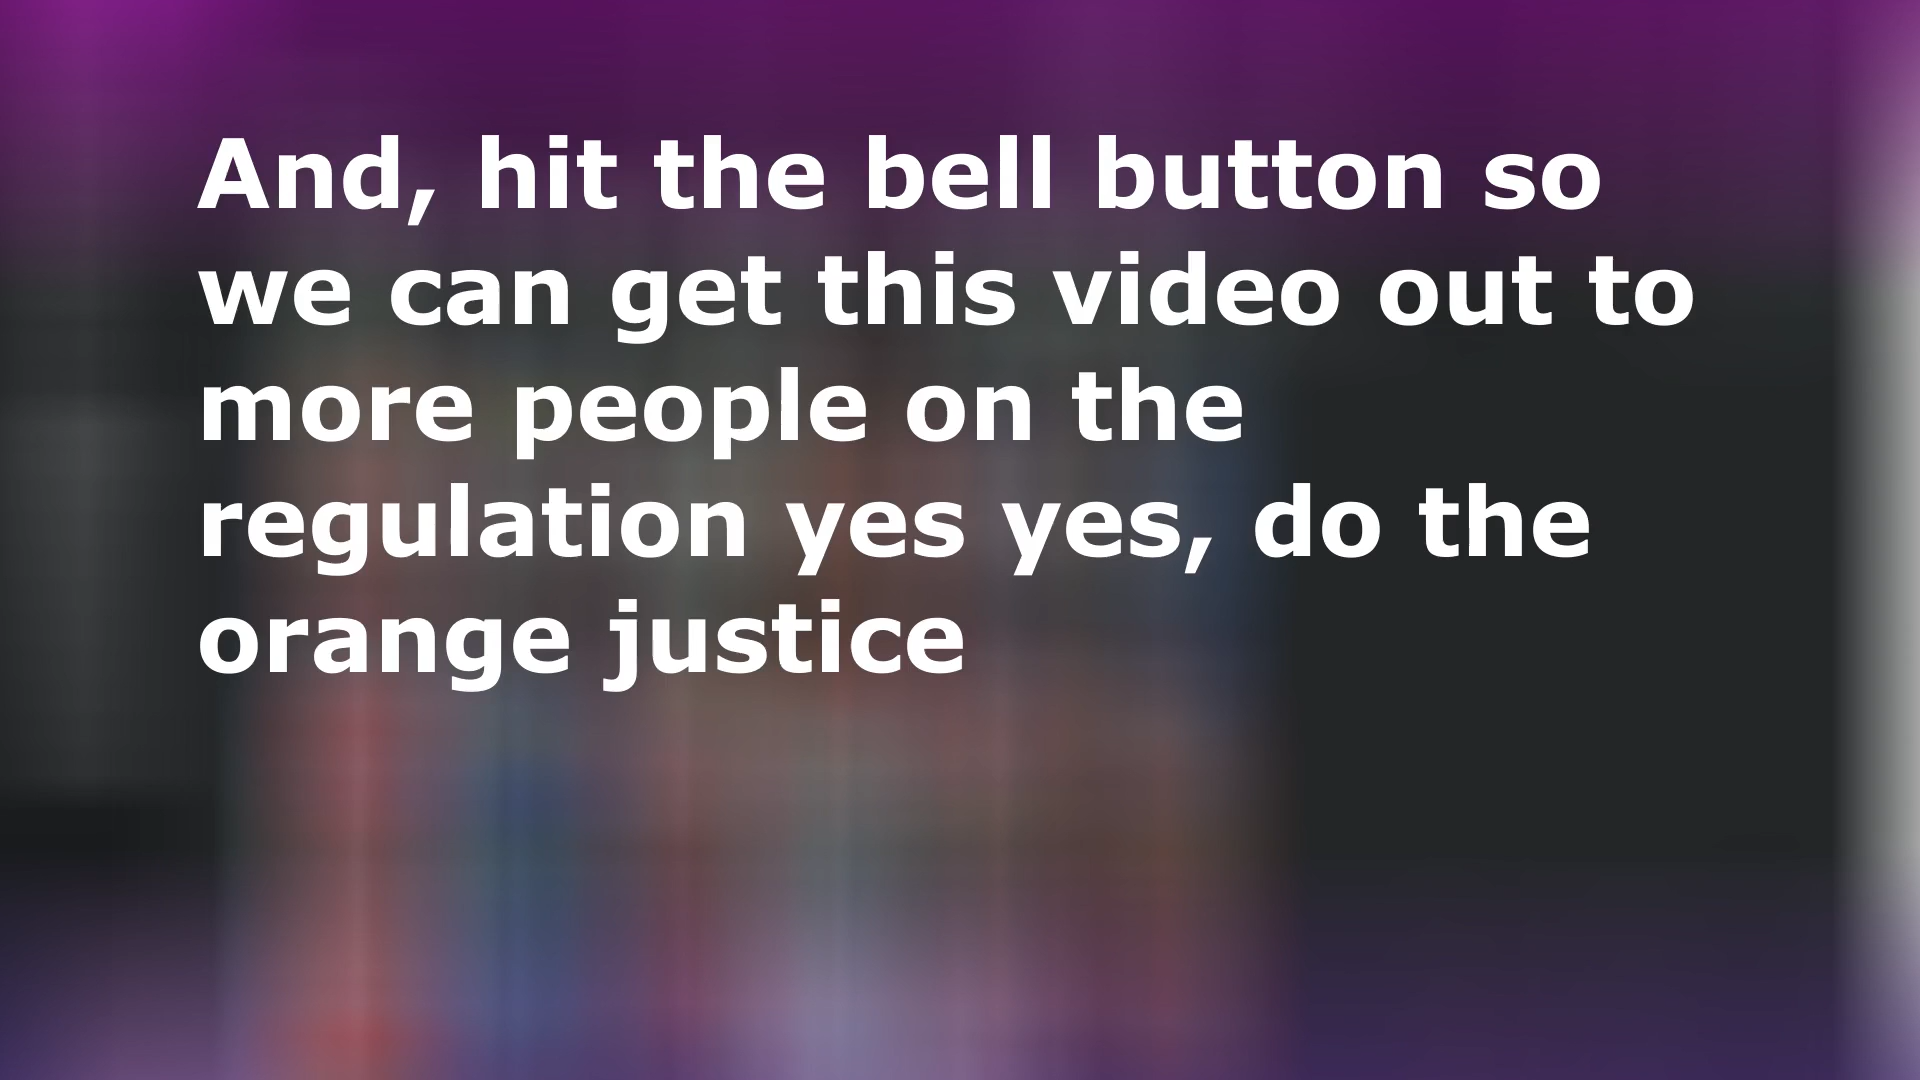 And, hit the bell button so
we can get this video out to
more people on the
regulation yes yes, do the
orange justice